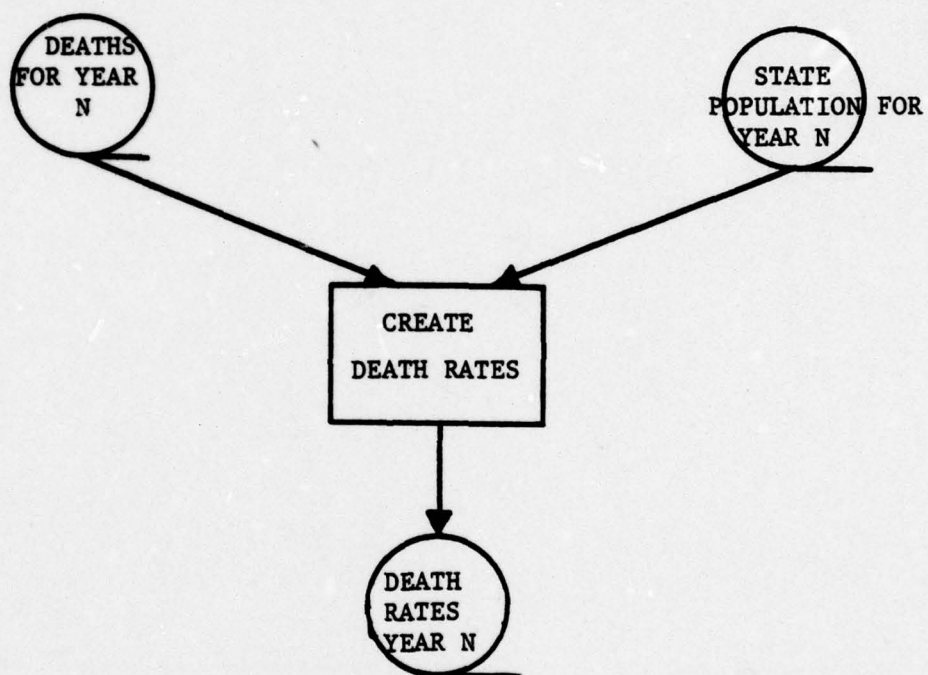 DEATHS
FOR YEAR
N
STATE
POPULATION FOR
YEAR N
CREATE
DEATH RATES
DEATH
RATES
YEAR N